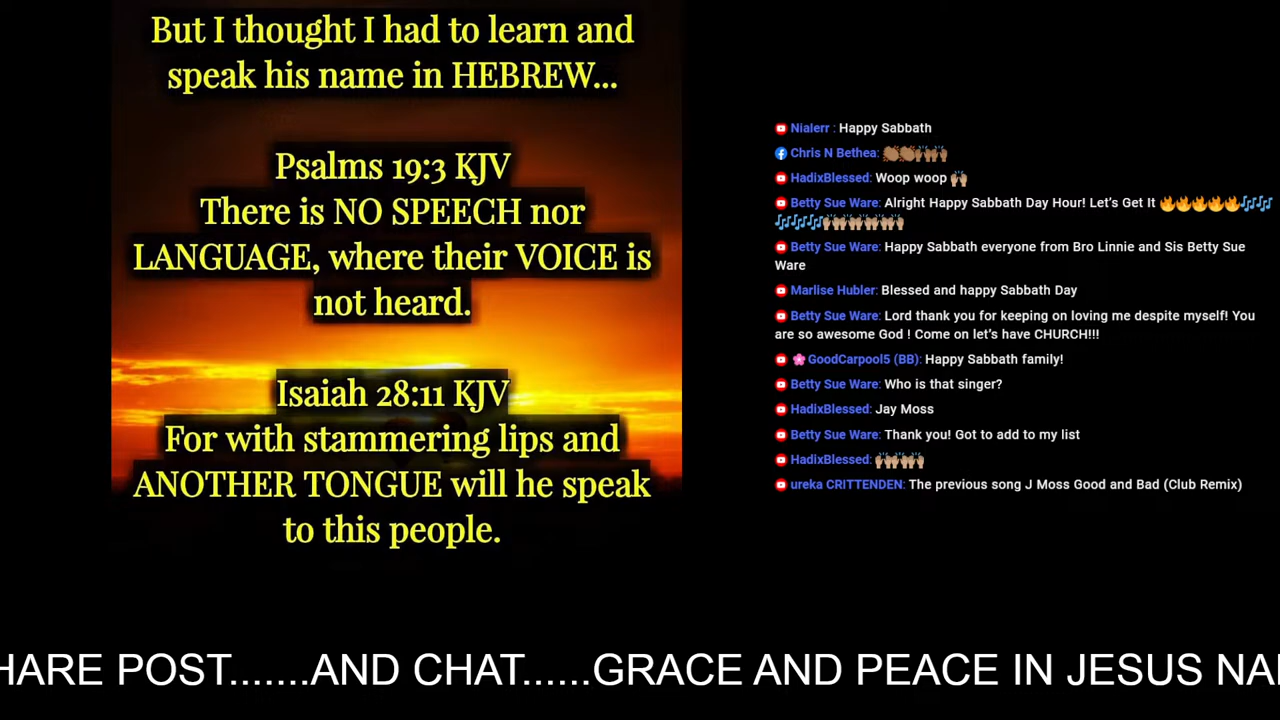 But I thought I had to learn and
speak his name in HEBREW...
Psalms 19:3 KJV
There is NO SPEECH nor
LANGUAGE, where their VOICE is
not heard.
Isaiah 28:11 KJV
For with stammering lips and
ANOTHER TONGUE will he speak
to this people.
Nialerr : Happy Sabbath
Chris N Bethea: 👏🏾👏🏾🙌🏾🙌🏾
HadixBlessed: Woop woop 🙌🏽
Betty Sue Ware: Alright Happy Sabbath Day Hour! Let’s Get It 🔥🔥🔥🔥🔥🎶🎶
🎶🎶🎶🙌🏽🙌🏽🙌🏽🙌🏽🙌🏽
Betty Sue Ware: Happy Sabbath everyone from Bro Linnie and Sis Betty Sue
Ware
Marlise Hubler: Blessed and happy Sabbath Day
Betty Sue Ware: Lord thank you for keeping on loving me despite myself! You
are so awesome God ! Come on let’s have CHURCH!!!
🌸 GoodCarpool5 (BB): Happy Sabbath family!
Betty Sue Ware: Who is that singer?
HadixBlessed: Jay Moss
Betty Sue Ware: Thank you! Got to add to my list
HadixBlessed: 🙌🏽🙌🏽🙌🏽
ureka CRITTENDEN: The previous song J Moss Good and Bad (Club Remix)
HARE POST.......AND CHAT......GRACE AND PEACE IN JESUS NA